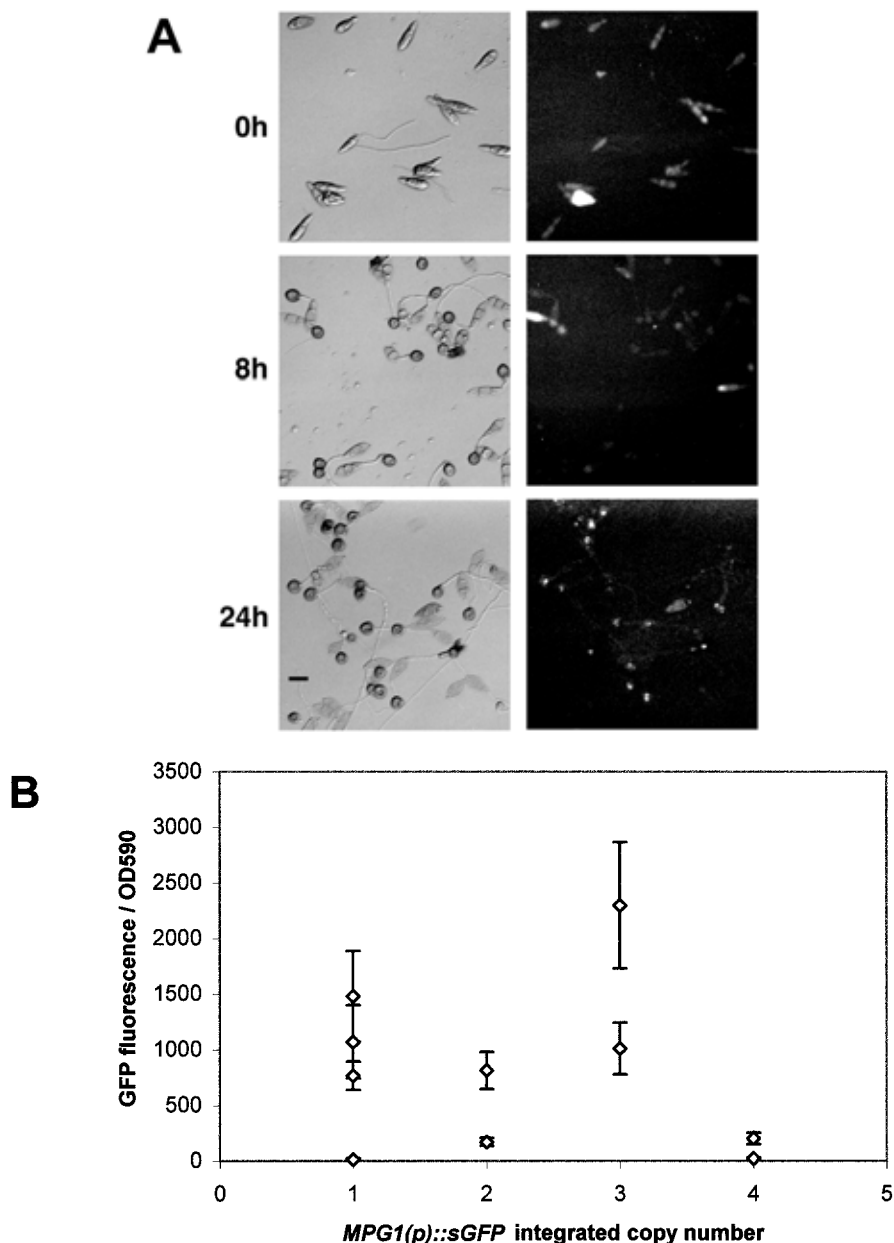 A
0h
8h
24h
B
3500
3000
2500
2000
1500
1000
500
0
GFP fluorescence / OD590
0 1 2 3 4 5
MPG1(p)::sGFP integrated copy number